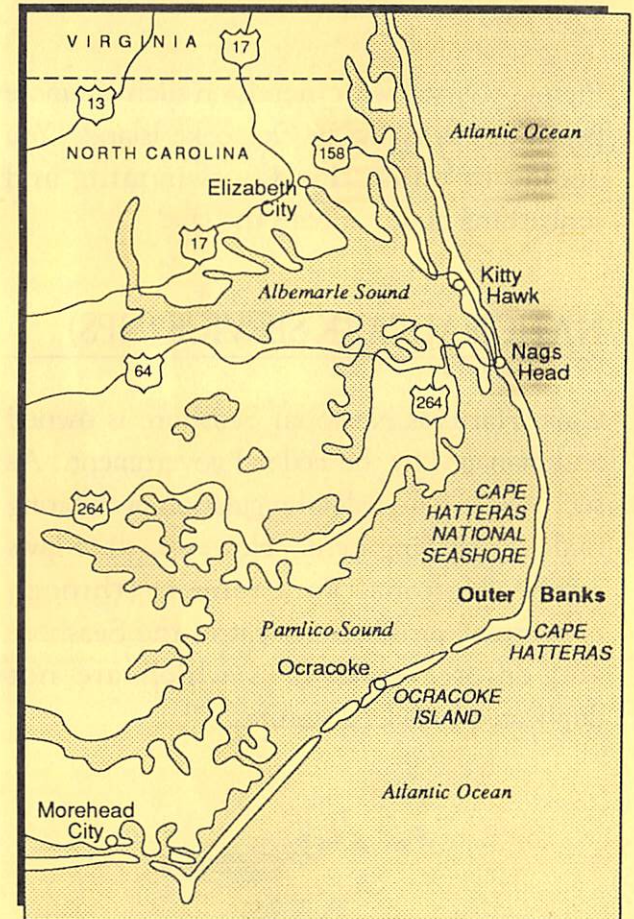 VIRGINIA
17
13
Atlantic Ocean
NORTH CAROLINA
158
Elizabeth
City
17
Kitty
Hawk
Albemarle Sound
Nags
Head
64
264
CAPE
HATTERAS
NATIONAL
SEASHORE
264
Outer Banks
Pamlico Sound
CAPE
HATTERAS
Ocracoke
OCRACOKE
ISLAND
Atlantic Ocean
Morehead
City